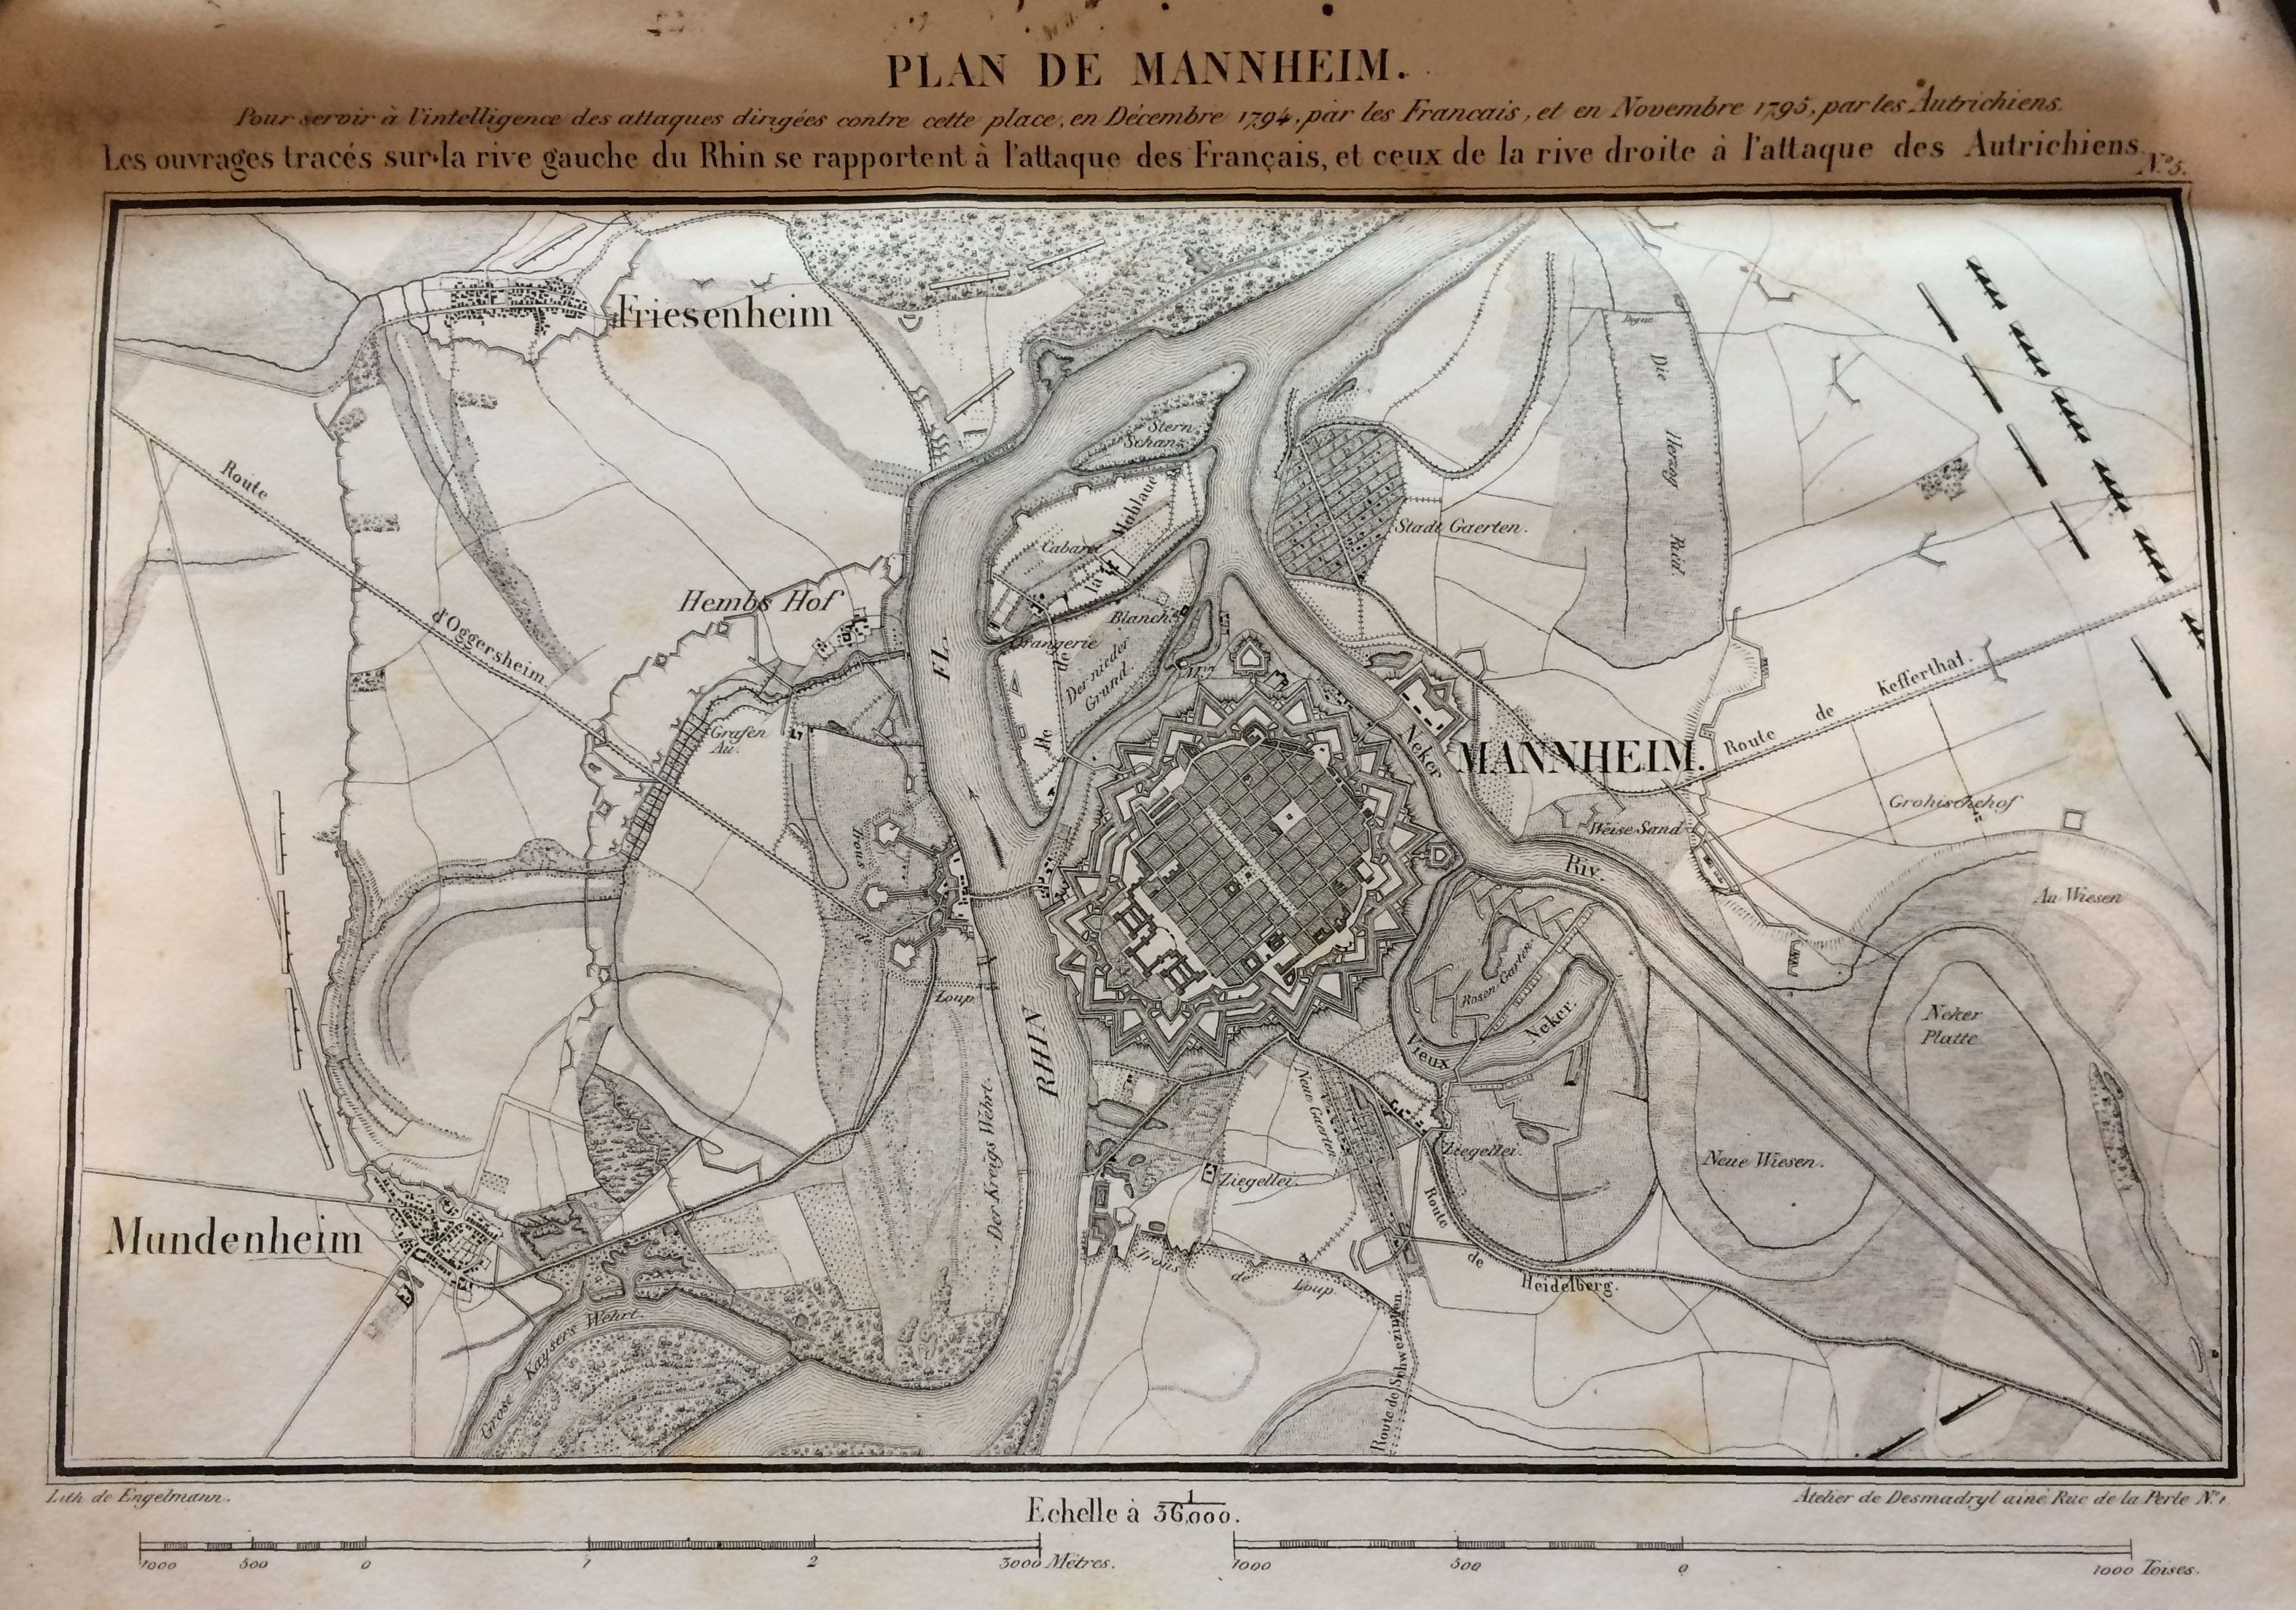 PLAN DE MANNHEIM.
Pour servir à l'intelligence des attaques dirigées contre cette place, en Décembre 1794, par les Francais, et en Novembre 1795, par les Autrichiens.
Les ouvrages tracés sur la rive gauche du Rhin se rapportent à l'attaque des Français, et ceux de la rive droite à l'attaque des Autrichiens.
N.º 5.
Friesenheim
Digue
Die Herzog Ried.
Stern Schanz
Route d'Oggersheim
Stadt Gaerten.
Cabaret
Va
Mühlaue
Hembs Hof
Blanch.ie
Orangerie
FL.
Der nieder Grund.
Re de
Grafen Au.
Neker
MANNHEIM.
Route de Kefferthal.
Grohischehof
Weise Sand
Riv.
Au Wiesen
Trous de Loup
Rosen Garten
Vieux Neker.
Neker Platte
RHIN
Der Kreigs Wehrt.
Neue Gaerten
Ziegellei.
Neue Wiesen.
Ziegellei.
Mundenheim
Route de Heidelberg.
Trous de Loup
Grose Kaysers Wehrt.
Route de Schwezingen
Lith de Engelmann.
Echelle à 1/36,000.
Atelier de Desmadryl ainé Rue de la Perle N.º 1
1000 500 0 1 2 3000 Mètres.
1000 500 0 1000 Toises.